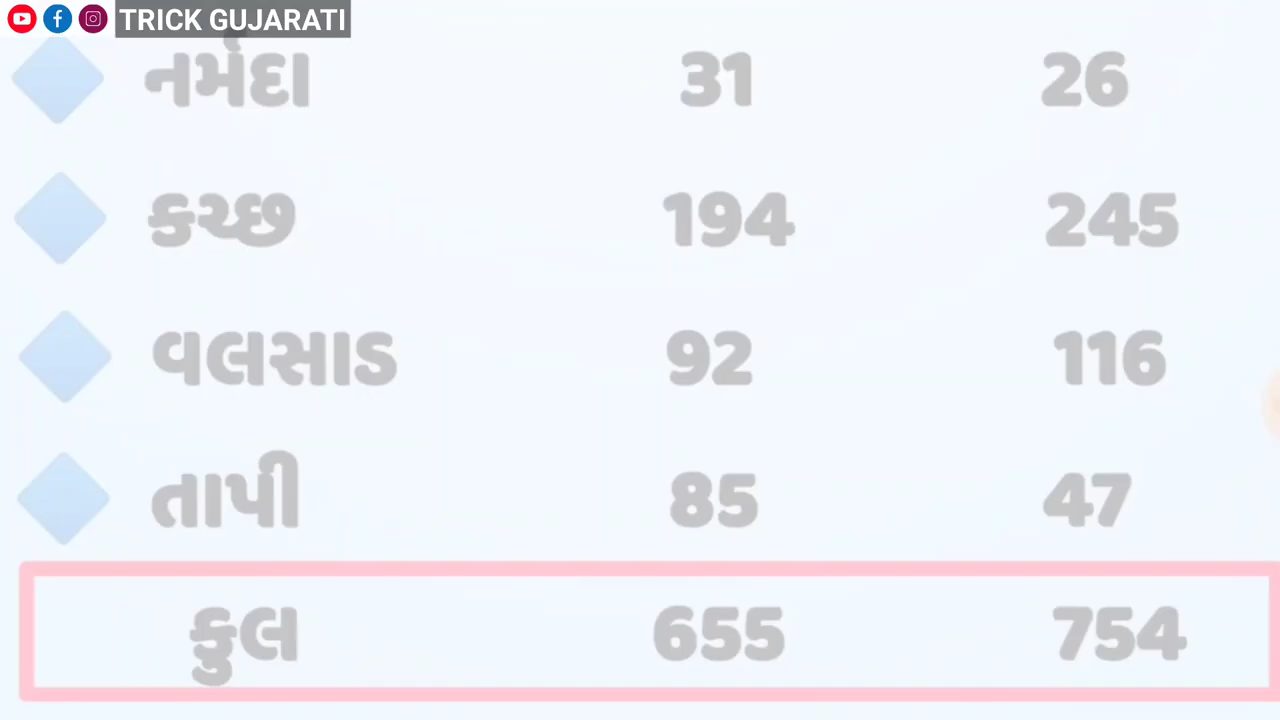 TRICK GUJARATI
નર્મદા 31 26
કચ્છ 194 245
વલસાડ 92 116
તાપી 85 47
કુલ 655 754